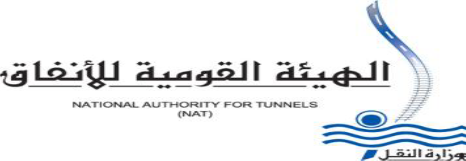 الهيئة القومية للأنفاق
NATIONAL AUTHORITY FOR TUNNELS
(NAT)
وزارة النقل